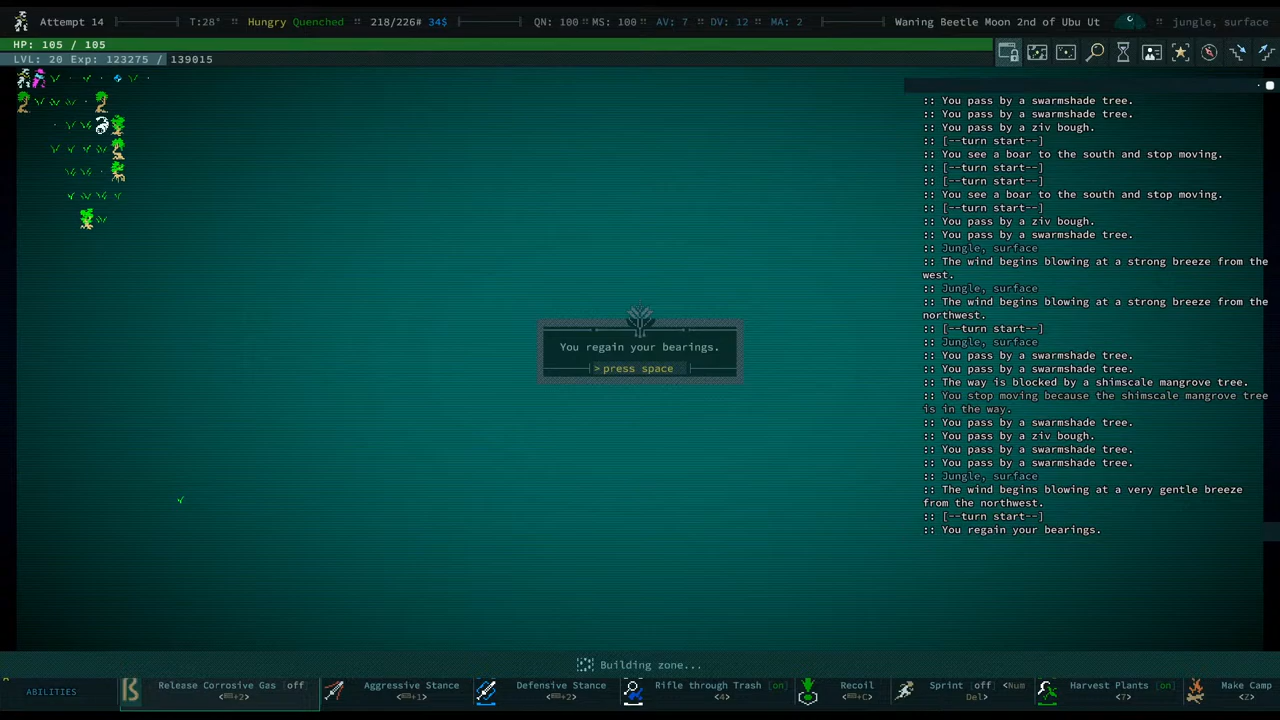 Attempt 14 T:28° :: Hungry Quenched :: 218/226# 34$ QN: 100 :: MS: 100 :: AV: 7 :: DV: 12 :: MA: 2 Waning Beetle Moon 2nd of Ubu Ut :: jungle, surface
HP: 105 / 105
LVL: 20 Exp: 123275 / 139015
:: You pass by a swarmshade tree.
:: You pass by a swarmshade tree.
:: You pass by a ziv bough.
:: [--turn start--]
:: You see a boar to the south and stop moving.
:: [--turn start--]
:: [--turn start--]
:: You see a boar to the south and stop moving.
:: [--turn start--]
:: You pass by a ziv bough.
:: You pass by a swarmshade tree.
:: Jungle, surface
:: The wind begins blowing at a strong breeze from the
west.
:: Jungle, surface
:: The wind begins blowing at a strong breeze from the
northwest.
:: [--turn start--]
:: Jungle, surface
:: You pass by a swarmshade tree.
:: You pass by a swarmshade tree.
:: The way is blocked by a shimscale mangrove tree.
:: You stop moving because the shimscale mangrove tree
is in the way.
:: You pass by a swarmshade tree.
:: You pass by a ziv bough.
:: You pass by a swarmshade tree.
:: You pass by a swarmshade tree.
:: Jungle, surface
:: The wind begins blowing at a very gentle breeze
from the northwest.
:: [--turn start--]
:: You regain your bearings.
You regain your bearings.
> press space
Building zone...
ABILITIES
Release Corrosive Gas [off
Aggressive Stance
Defensive Stance
Rifle through Trash [on]
<4>
Recoil
Sprint [off] <Num
Del>
Harvest Plants [on]
<7>
Make Camp
<Z>